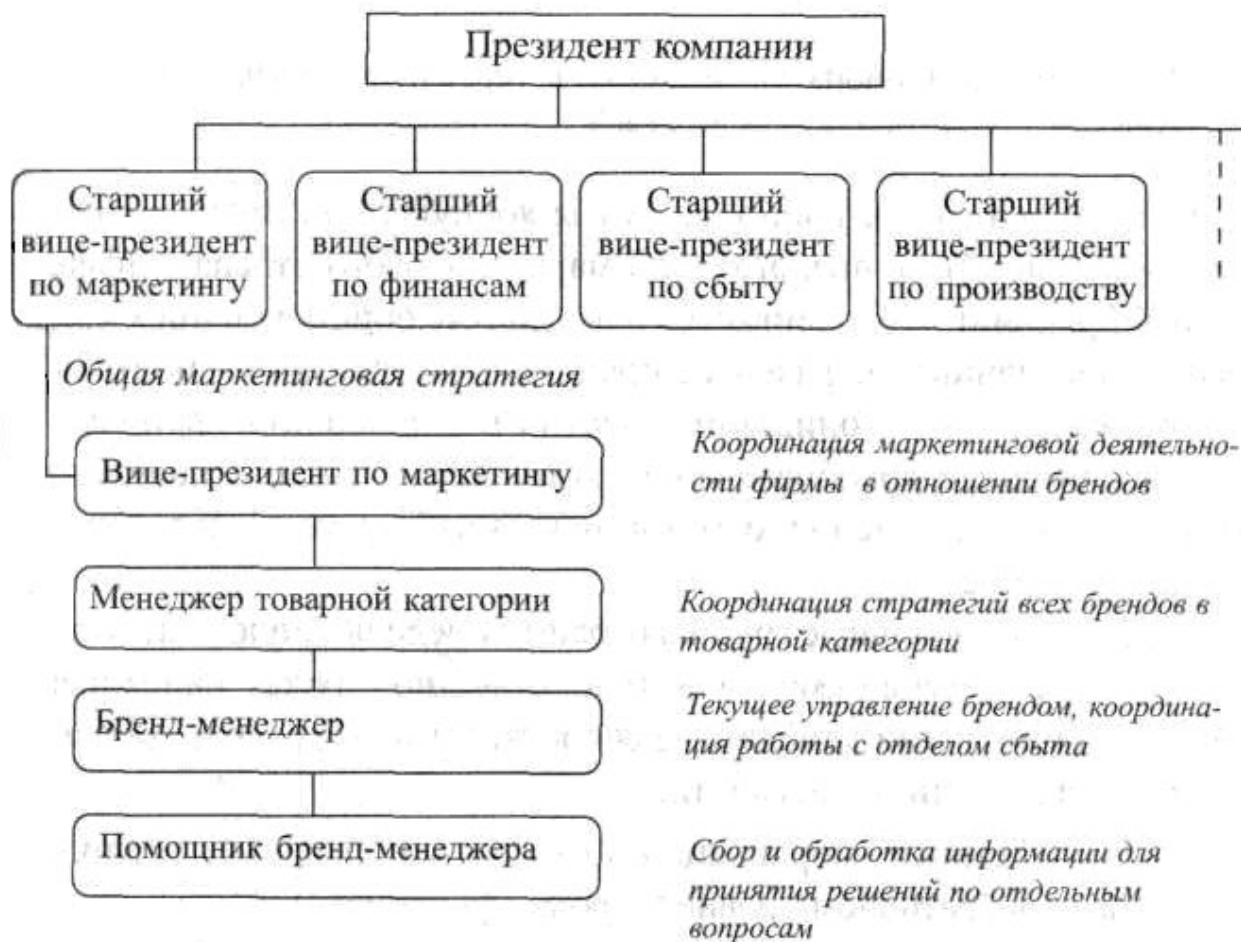 Президент компании
Старший
вице-президент
по маркетингу
Старший
вице-президент
по финансам
Старший
вице-президент
по сбыту
Старший
вице-президент
по производству
Общая маркетинговая стратегия
Вице-президент по маркетингу
Координация маркетинговой деятельно-
сти фирмы в отношении брендов
Менеджер товарной категории
Координация стратегий всех брендов в
товарной категории
Бренд-менеджер
Текущее управление брендом, координа-
ция работы с отделом сбыта
Помощник бренд-менеджера
Сбор и обработка информации для
принятия решений по отдельным
вопросам